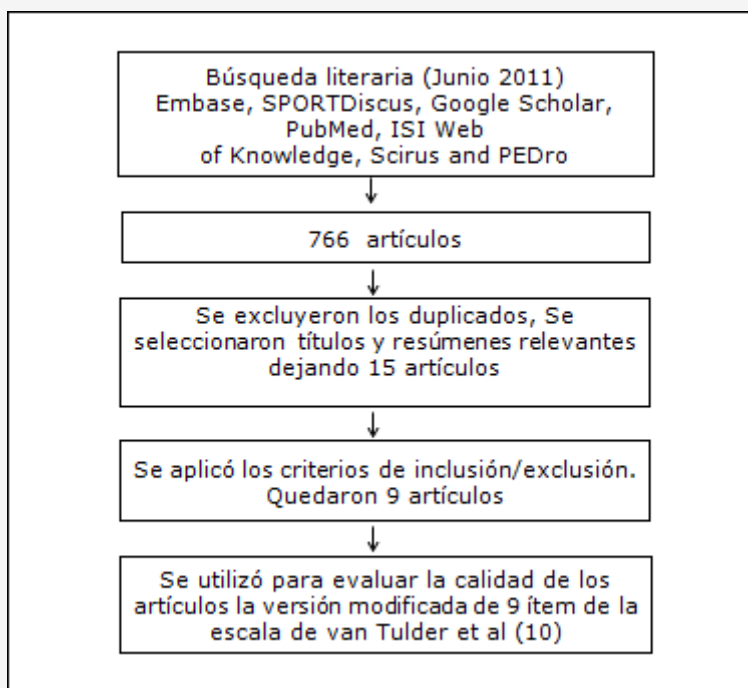 Búsqueda literaria (Junio 2011)
Embase, SPORTDiscus, Google Scholar,
PubMed, ISI Web
of Knowledge, Scirus and PEDro
766 artículos
Se excluyeron los duplicados, Se
seleccionaron títulos y resúmenes relevantes
dejando 15 artículos
Se aplicó los criterios de inclusión/exclusión.
Quedaron 9 artículos
Se utilizó para evaluar la calidad de los
artículos la versión modificada de 9 ítem de la
escala de van Tulder et al (10)